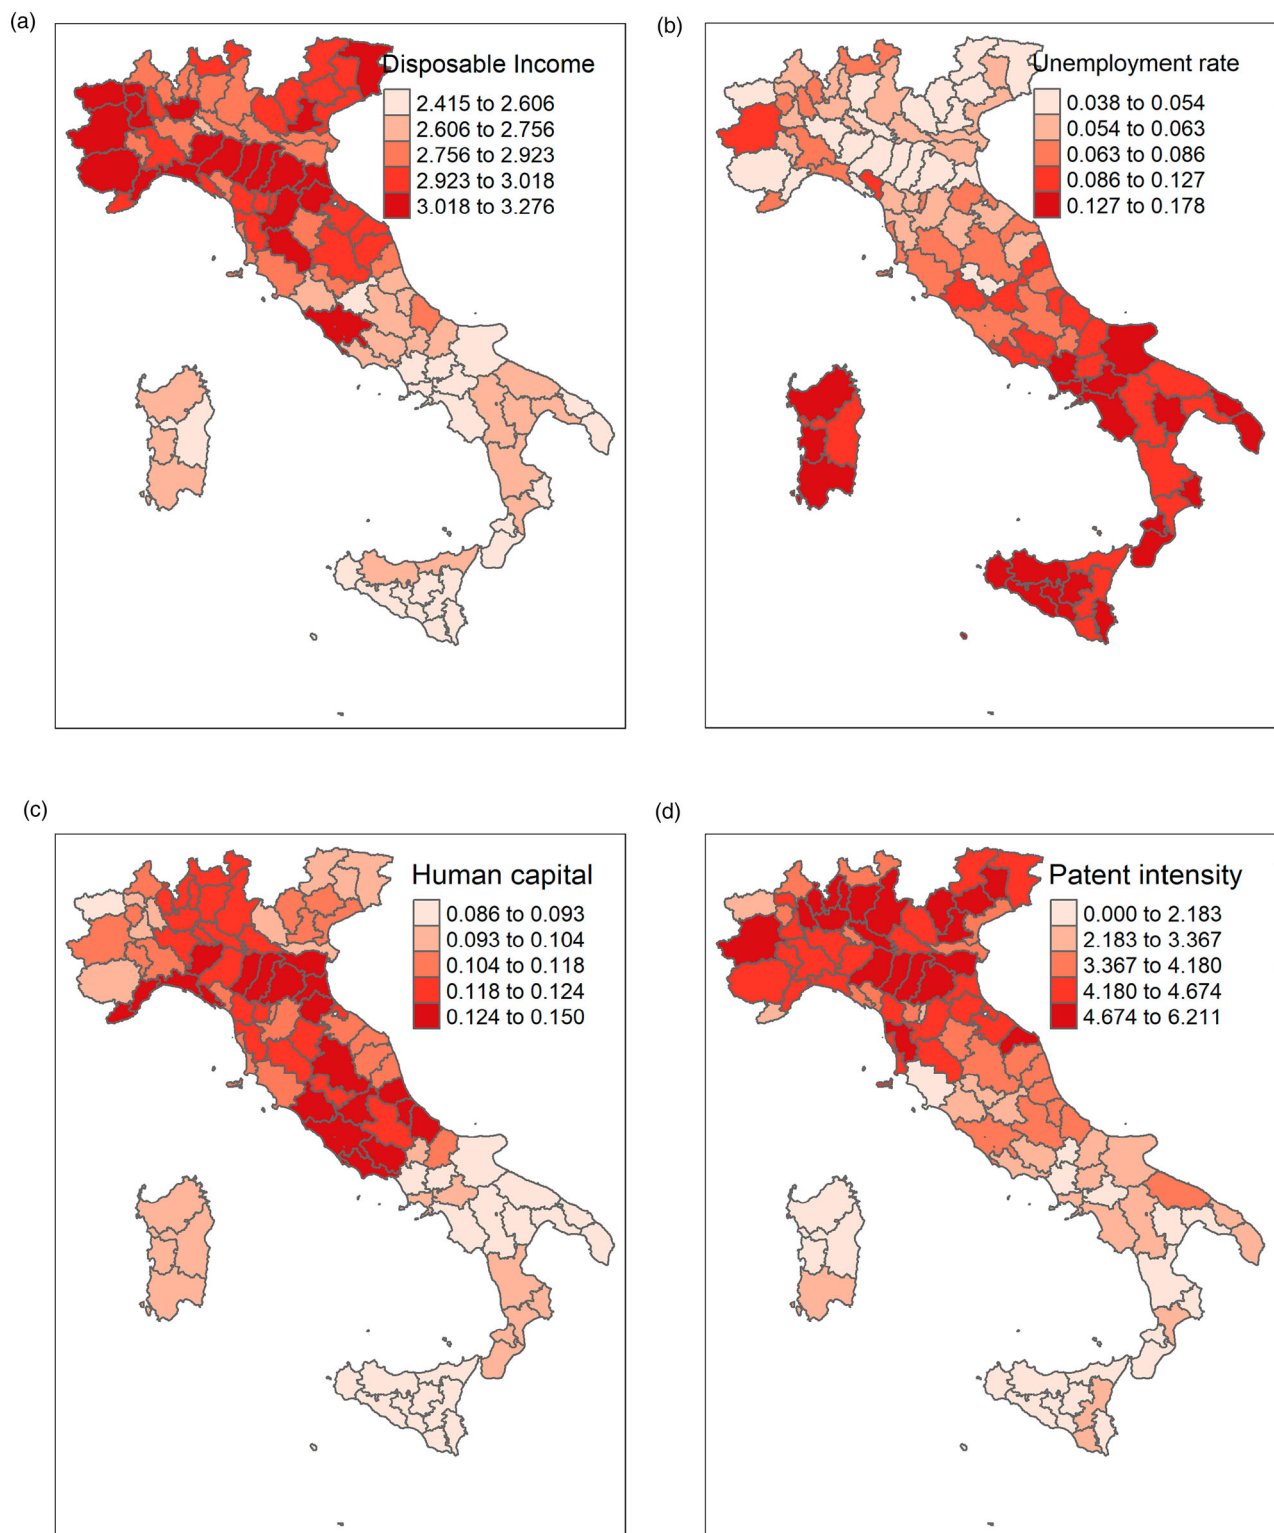 (a)
Disposable Income
2.415 to 2.606
2.606 to 2.756
2.756 to 2.923
2.923 to 3.018
3.018 to 3.276
(b)
Unemployment rate
0.038 to 0.054
0.054 to 0.063
0.063 to 0.086
0.086 to 0.127
0.127 to 0.178
(c)
Human capital
0.086 to 0.093
0.093 to 0.104
0.104 to 0.118
0.118 to 0.124
0.124 to 0.150
(d)
Patent intensity
0.000 to 2.183
2.183 to 3.367
3.367 to 4.180
4.180 to 4.674
4.674 to 6.211